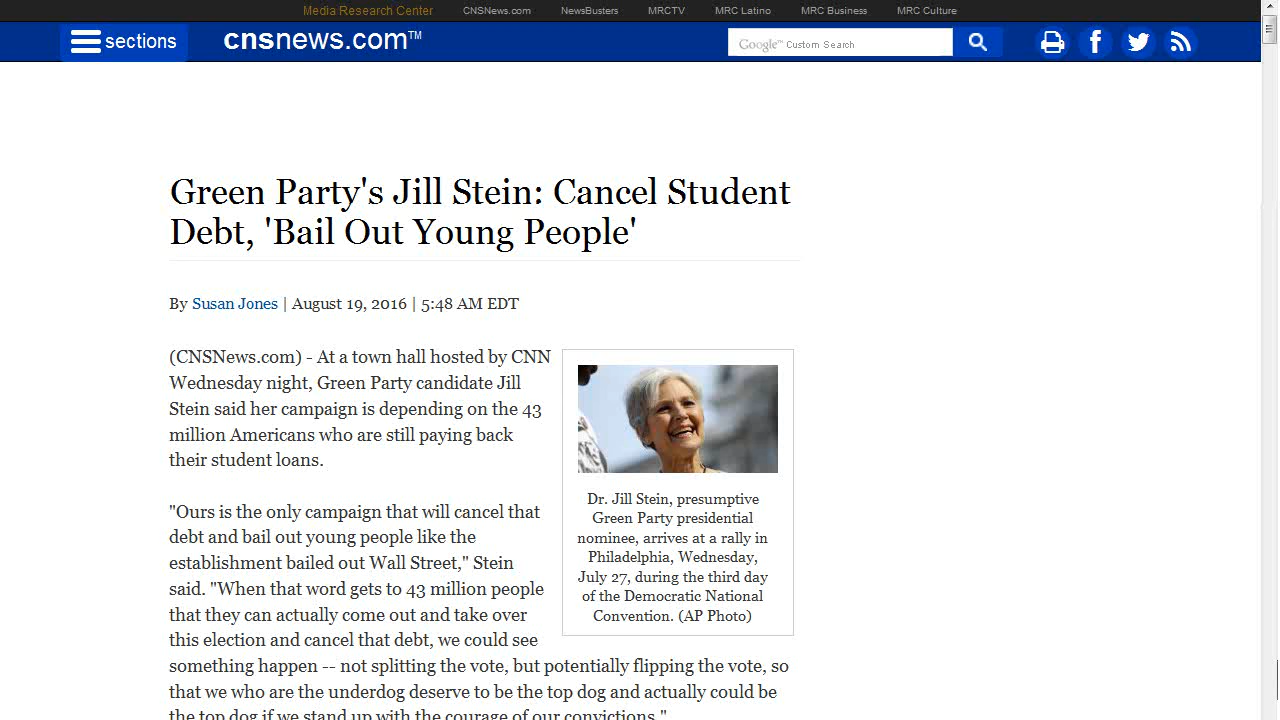 Media Research Center CNSNews.com NewsBusters MRCTV MRC Latino MRC Business MRC Culture
sections cnsnews.com™ Google™ Custom Search
Green Party's Jill Stein: Cancel Student
Debt, 'Bail Out Young People'
By Susan Jones | August 19, 2016 | 5:48 AM EDT
(CNSNews.com) - At a town hall hosted by CNN
Wednesday night, Green Party candidate Jill
Stein said her campaign is depending on the 43
million Americans who are still paying back
their student loans.
Dr. Jill Stein, presumptive
Green Party presidential
nominee, arrives at a rally in
Philadelphia, Wednesday,
July 27, during the third day
of the Democratic National
Convention. (AP Photo)
"Ours is the only campaign that will cancel that
debt and bail out young people like the
establishment bailed out Wall Street," Stein
said. "When that word gets to 43 million people
that they can actually come out and take over
this election and cancel that debt, we could see
something happen -- not splitting the vote, but potentially flipping the vote, so
that we who are the underdog deserve to be the top dog and actually could be
the top dog if we stand up with the courage of our convictions."